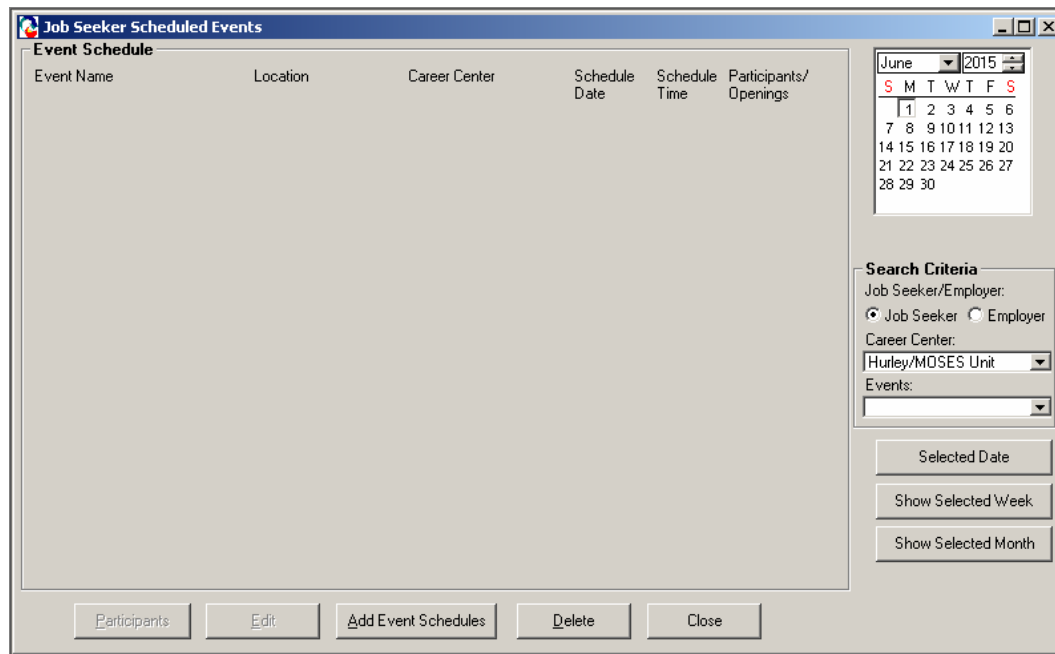 Job Seeker Scheduled Events
Event Schedule
Event Name Location Career Center Schedule Date Schedule Time Participants/ Openings
June 2015
S M T W T F S
1 2 3 4 5 6
7 8 9 10 11 12 13
14 15 16 17 18 19 20
21 22 23 24 25 26 27
28 29 30
Search Criteria
Job Seeker/Employer:
Job Seeker Employer
Career Center:
Hurley/MOSES Unit
Events:
Selected Date
Show Selected Week
Show Selected Month
Participants Edit Add Event Schedules Delete Close